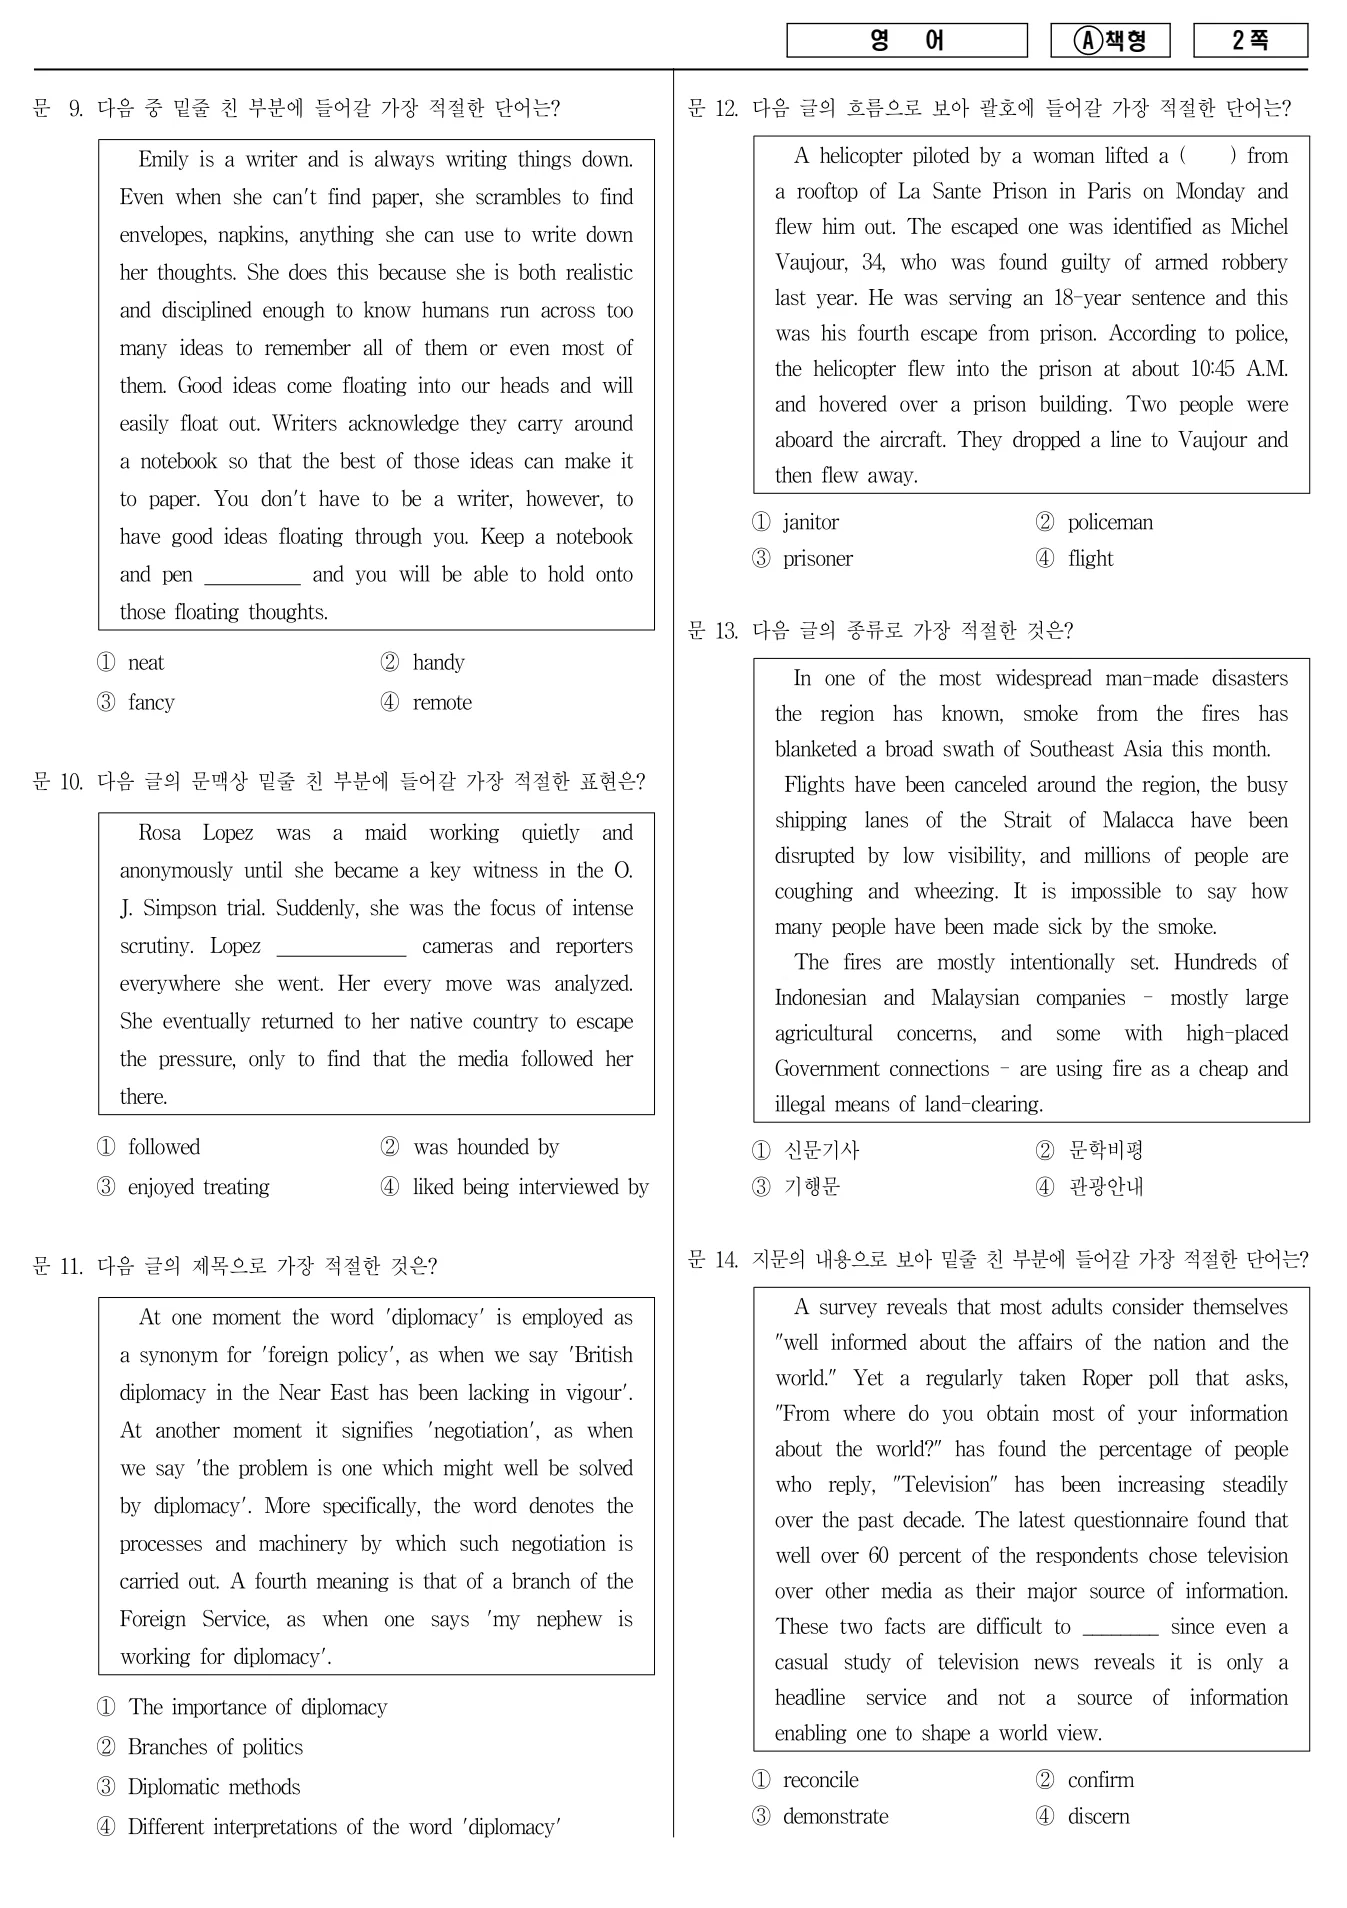 영 어
Ⓐ책형
2쪽
문 9. 다음 중 밑줄 친 부분에 들어갈 가장 적절한 단어는?
Emily is a writer and is always writing things down.
Even when she can't find paper, she scrambles to find
envelopes, napkins, anything she can use to write down
her thoughts. She does this because she is both realistic
and disciplined enough to know humans run across too
many ideas to remember all of them or even most of
them. Good ideas come floating into our heads and will
easily float out. Writers acknowledge they carry around
a notebook so that the best of those ideas can make it
to paper. You don't have to be a writer, however, to
have good ideas floating through you. Keep a notebook
and pen _________ and you will be able to hold onto
those floating thoughts.
① neat ② handy
③ fancy ④ remote
문 10. 다음 글의 문맥상 밑줄 친 부분에 들어갈 가장 적절한 표현은?
Rosa Lopez was a maid working quietly and
anonymously until she became a key witness in the O.
J. Simpson trial. Suddenly, she was the focus of intense
scrutiny. Lopez ____________ cameras and reporters
everywhere she went. Her every move was analyzed.
She eventually returned to her native country to escape
the pressure, only to find that the media followed her
there.
① followed ② was hounded by
③ enjoyed treating ④ liked being interviewed by
문 11. 다음 글의 제목으로 가장 적절한 것은?
At one moment the word 'diplomacy' is employed as
a synonym for 'foreign policy', as when we say 'British
diplomacy in the Near East has been lacking in vigour'.
At another moment it signifies 'negotiation', as when
we say 'the problem is one which might well be solved
by diplomacy'. More specifically, the word denotes the
processes and machinery by which such negotiation is
carried out. A fourth meaning is that of a branch of the
Foreign Service, as when one says 'my nephew is
working for diplomacy'.
① The importance of diplomacy
② Branches of politics
③ Diplomatic methods
④ Different interpretations of the word 'diplomacy'
문 12. 다음 글의 흐름으로 보아 괄호에 들어갈 가장 적절한 단어는?
A helicopter piloted by a woman lifted a (    ) from
a rooftop of La Sante Prison in Paris on Monday and
flew him out. The escaped one was identified as Michel
Vaujour, 34, who was found guilty of armed robbery
last year. He was serving an 18-year sentence and this
was his fourth escape from prison. According to police,
the helicopter flew into the prison at about 10:45 A.M.
and hovered over a prison building. Two people were
aboard the aircraft. They dropped a line to Vaujour and
then flew away.
① janitor ② policeman
③ prisoner ④ flight
문 13. 다음 글의 종류로 가장 적절한 것은?
In one of the most widespread man-made disasters
the region has known, smoke from the fires has
blanketed a broad swath of Southeast Asia this month.
Flights have been canceled around the region, the busy
shipping lanes of the Strait of Malacca have been
disrupted by low visibility, and millions of people are
coughing and wheezing. It is impossible to say how
many people have been made sick by the smoke.
The fires are mostly intentionally set. Hundreds of
Indonesian and Malaysian companies - mostly large
agricultural concerns, and some with high-placed
Government connections - are using fire as a cheap and
illegal means of land-clearing.
① 신문기사 ② 문학비평
③ 기행문 ④ 관광안내
문 14. 지문의 내용으로 보아 밑줄 친 부분에 들어갈 가장 적절한 단어는?
A survey reveals that most adults consider themselves
"well informed about the affairs of the nation and the
world." Yet a regularly taken Roper poll that asks,
"From where do you obtain most of your information
about the world?" has found the percentage of people
who reply, "Television" has been increasing steadily
over the past decade. The latest questionnaire found that
well over 60 percent of the respondents chose television
over other media as their major source of information.
These two facts are difficult to _______ since even a
casual study of television news reveals it is only a
headline service and not a source of information
enabling one to shape a world view.
① reconcile ② confirm
③ demonstrate ④ discern